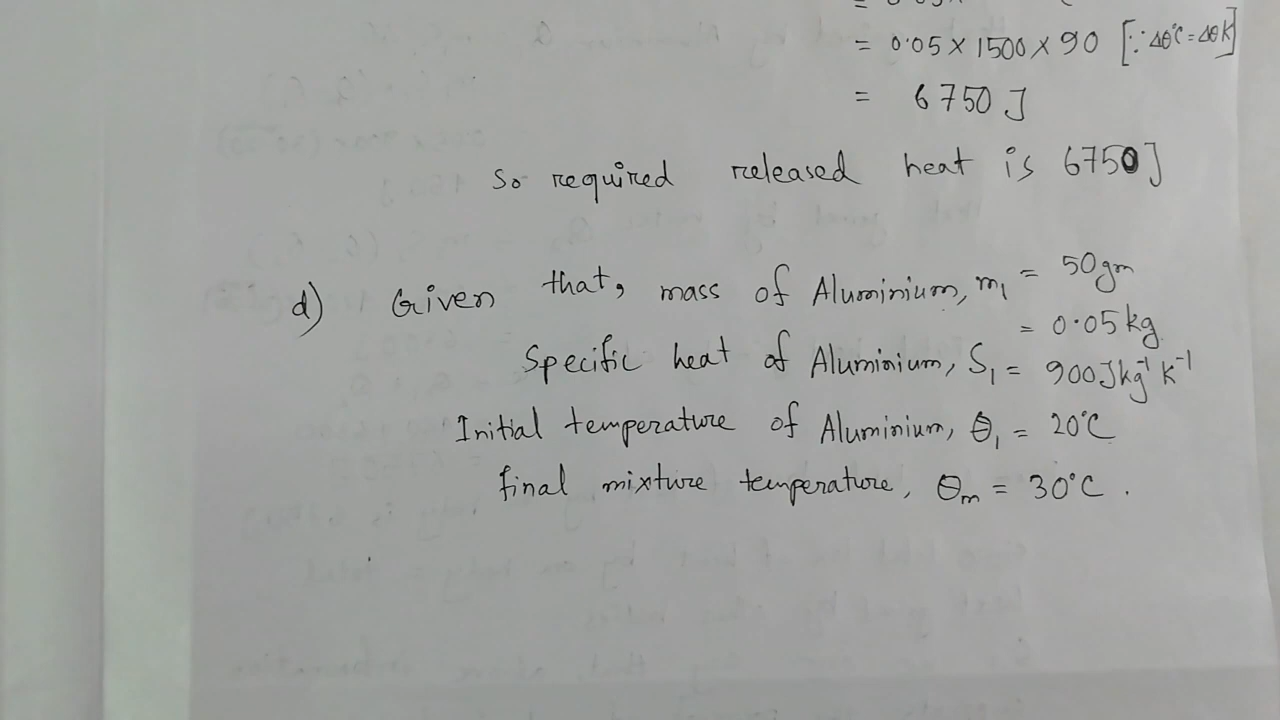 = 0.05 × 1500 × 90 [∵ Δθ°C = ΔθK]
= 6750 J
So required released heat is 6750 J
d) Given that, mass of Aluminium, m₁ = 50gm
= 0.05 kg
Specific heat of Aluminium, S₁ = 900 J kg⁻¹ K⁻¹
Initial temperature of Aluminium, θ₁ = 20°C
final mixture temperature, θm = 30°C .